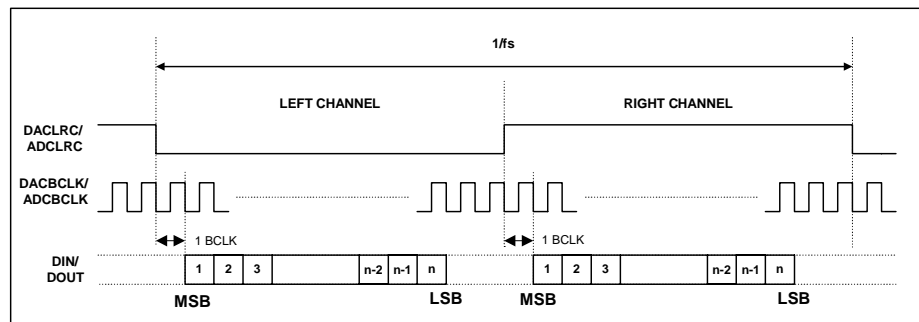 1/fs
LEFT CHANNEL
RIGHT CHANNEL
DACLRC/
ADCLRC
DACBCLK/
ADCBCLK
1 BCLK
1 BCLK
DIN/
DOUT
1 2 3 n-2 n-1 n 1 2 3 n-2 n-1 n
MSB LSB MSB LSB